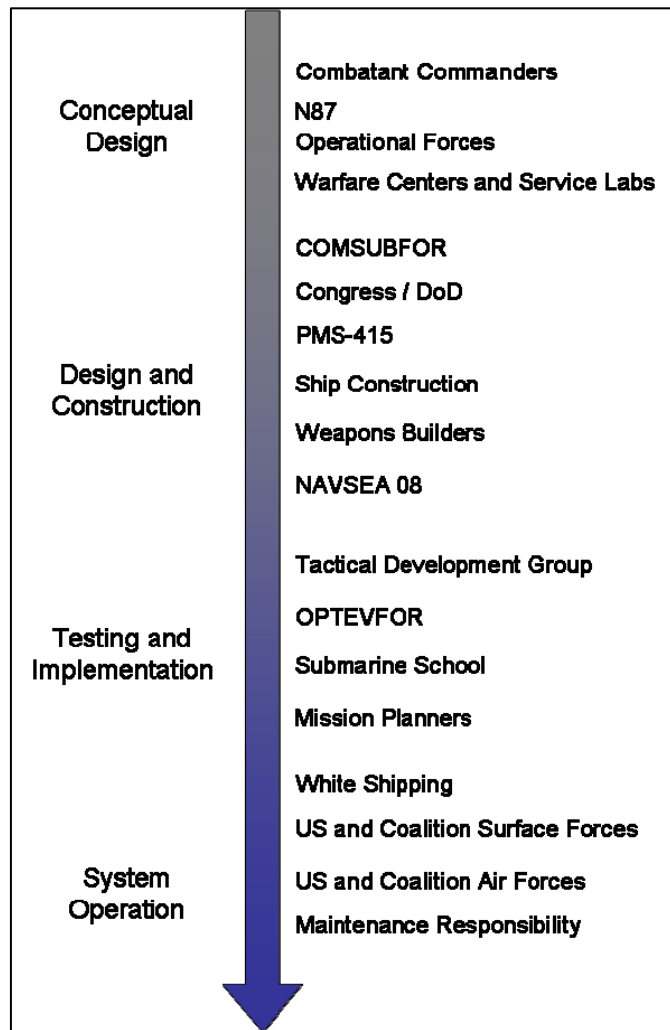 Conceptual
Design
Combatant Commanders
N87
Operational Forces
Warfare Centers and Service Labs
Design and
Construction
COMSUBFOR
Congress / DoD
PMS-415
Ship Construction
Weapons Builders
NAVSEA 08
Testing and
Implementation
Tactical Development Group
OPTEVFOR
Submarine School
Mission Planners
System
Operation
White Shipping
US and Coalition Surface Forces
US and Coalition Air Forces
Maintenance Responsibility